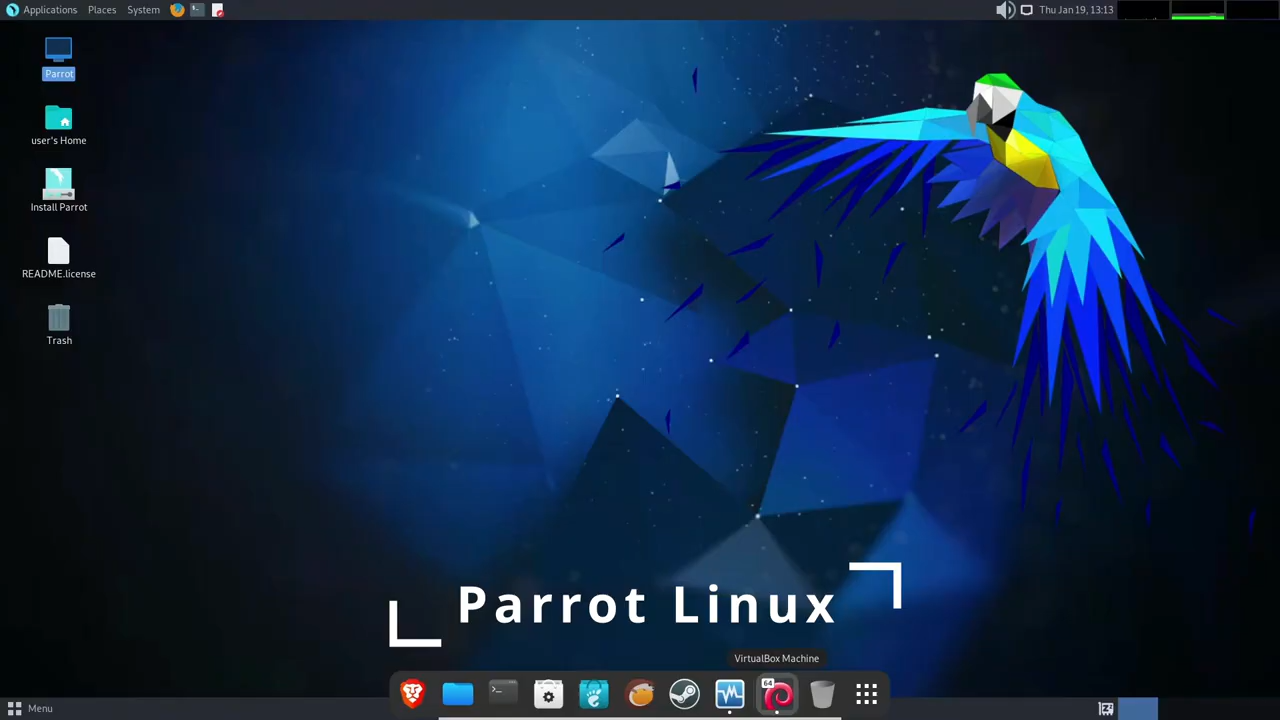 Applications Places System
Thu Jan 19, 13:13
Parrot
user's Home
Install Parrot
README.license
Trash
Parrot Linux
VirtualBox Machine
64
Menu